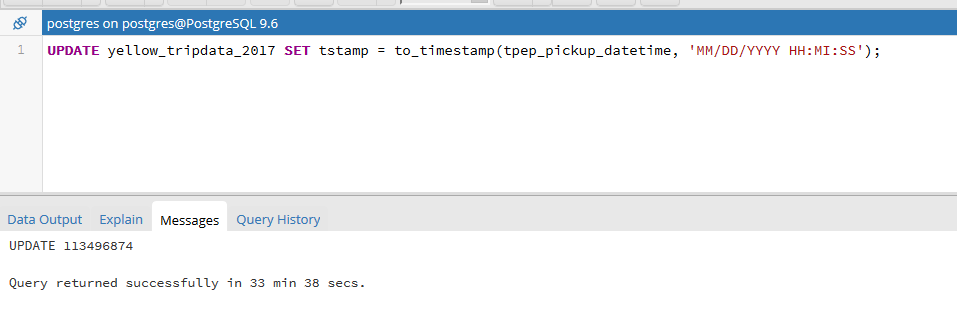 postgres on postgres@PostgreSQL 9.6
1 UPDATE yellow_tripdata_2017 SET tstamp = to_timestamp(tpep_pickup_datetime, 'MM/DD/YYYY HH:MI:SS');
Data Output Explain Messages Query History
UPDATE 113496874
Query returned successfully in 33 min 38 secs.